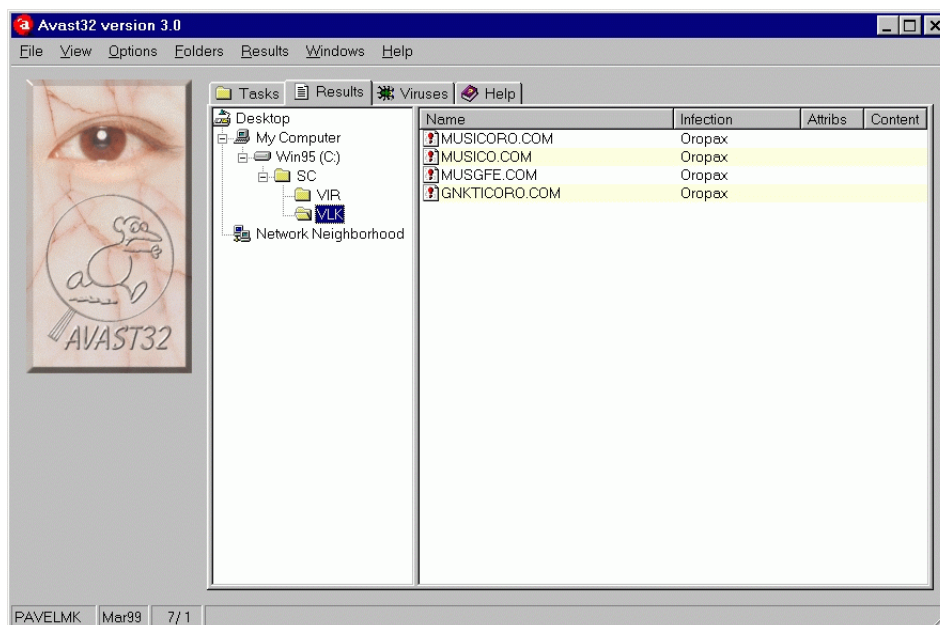 Avast32 version 3.0
File View Options Folders Results Windows Help
Tasks Results Viruses Help
Desktop
My Computer
Win95 (C:)
SC
VIR
VLK
Network Neighborhood
Name Infection Attribs Content
MUSICORO.COM Oropax
MUSICO.COM Oropax
MUSGFE.COM Oropax
GNKTICORO.COM Oropax
AVAST32
PAVELMK Mar99 7/1